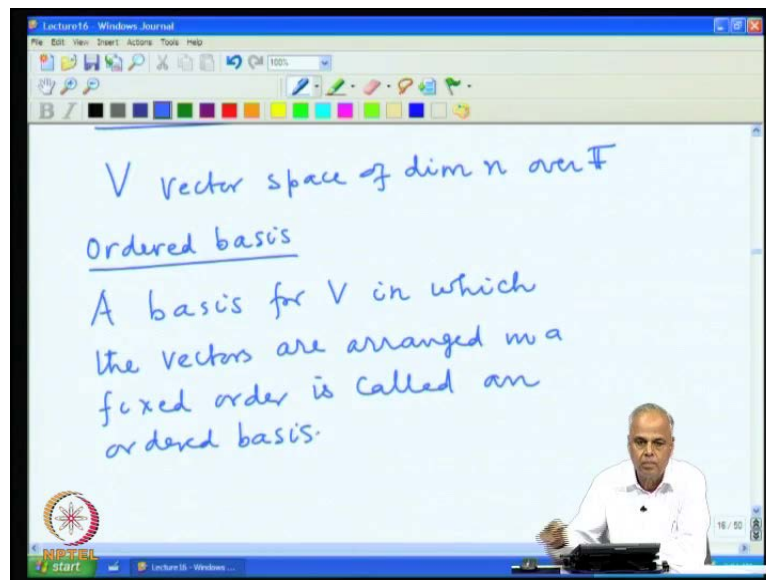 Lecture16 - Windows Journal
File Edit View Insert Actions Tools Help
100%
B I
V vector space of dim n over F
Ordered basis
A basis for V in which
the vectors are arranged in a
fixed order is called an
ordered basis.
16 / 50
NPTEL
start
Lecture16 - Windows ...